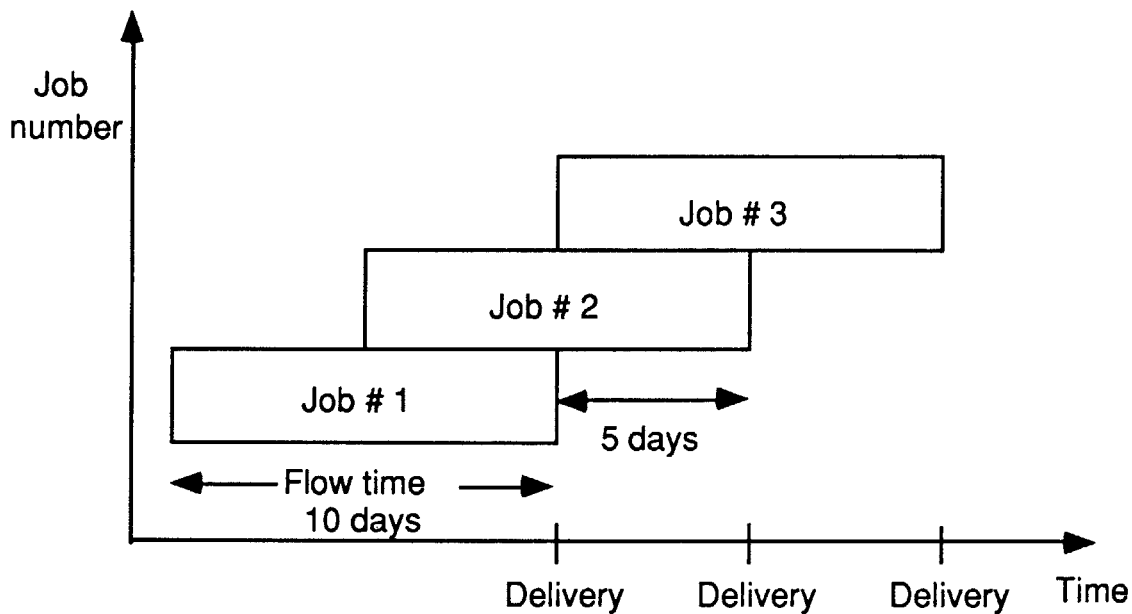 Job
number
Job # 3
Job # 2
Job # 1
5 days
Flow time
10 days
Delivery
Delivery
Delivery
Time